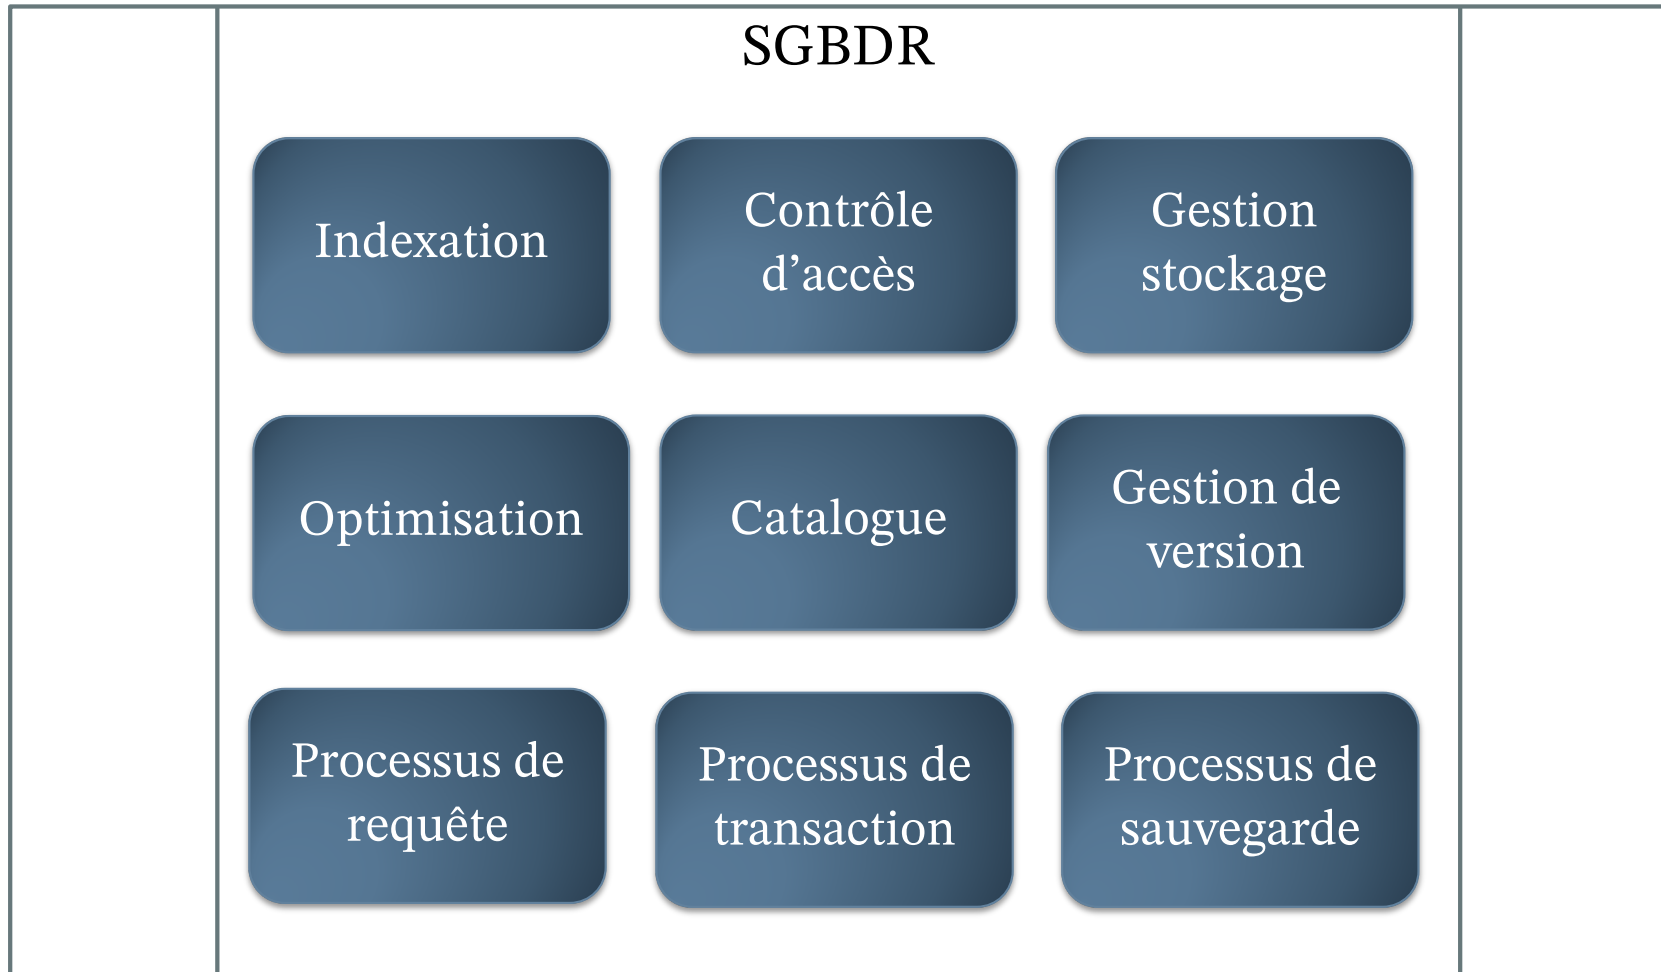 SGBDR
Indexation
Contrôle
d’accès
Gestion
stockage
Optimisation
Catalogue
Gestion de
version
Processus de
requête
Processus de
transaction
Processus de
sauvegarde